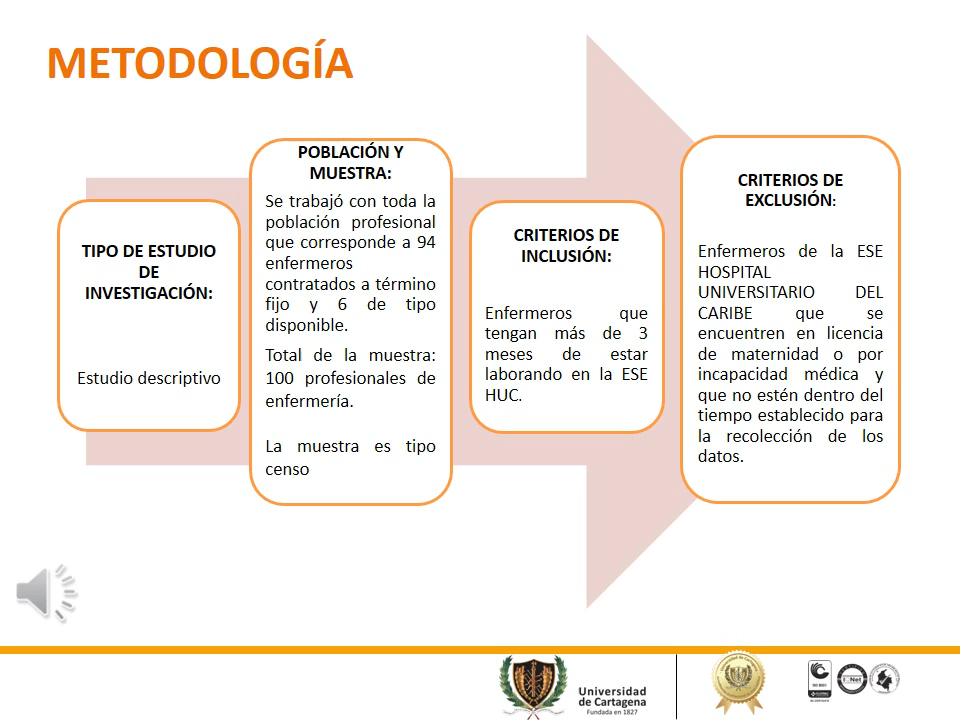 METODOLOGÍA
TIPO DE ESTUDIO
DE
INVESTIGACIÓN:
Estudio descriptivo
POBLACIÓN Y
MUESTRA:
Se trabajó con toda la
población profesional
que corresponde a 94
enfermeros
contratados a término
fijo y 6 de tipo
disponible.
Total de la muestra:
100 profesionales de
enfermería.
La muestra es tipo
censo
CRITERIOS DE
INCLUSIÓN:
Enfermeros que
tengan más de 3
meses de estar
laborando en la ESE
HUC.
CRITERIOS DE
EXCLUSIÓN:
Enfermeros de la ESE
HOSPITAL
UNIVERSITARIO DEL
CARIBE que se
encuentren en licencia
de maternidad o por
incapacidad médica y
que no estén dentro del
tiempo establecido para
la recolección de los
datos.
Universidad
de Cartagena
Fundada en 1827